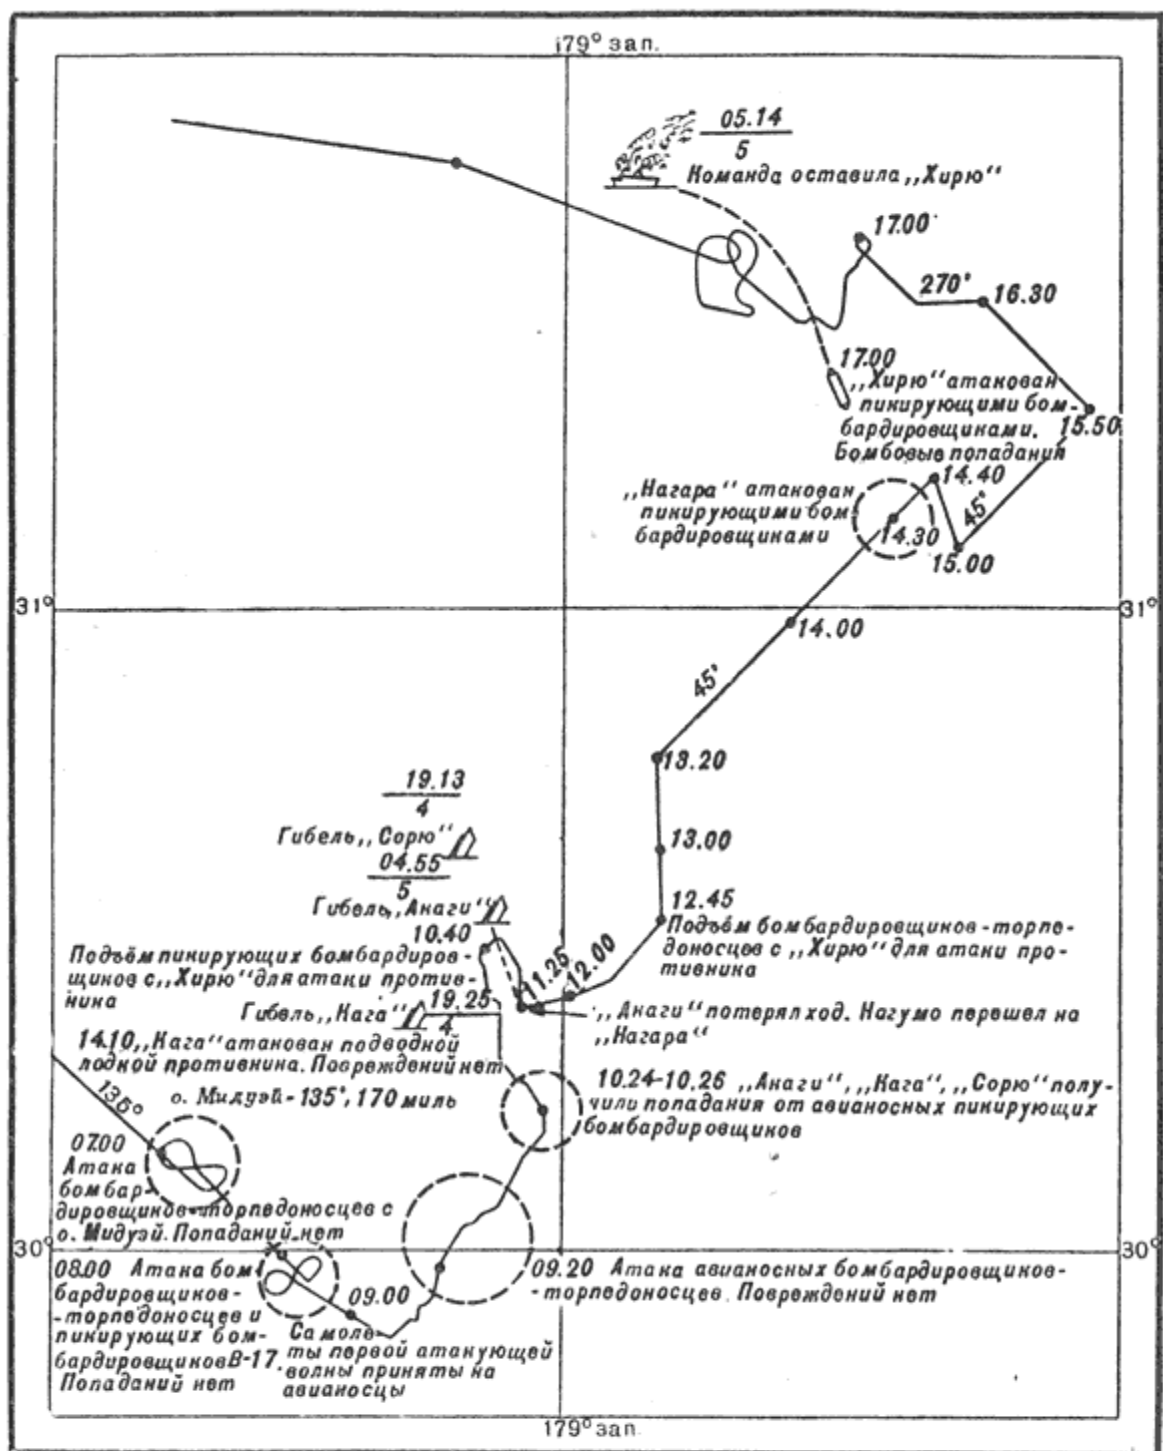 179° зап.
05.14
5
Команда оставила „Хирю“
17.00
270°
16.30
17.00
„Хирю“ атакован
пикирующими бом-
бардировщиками.
Бомбовые попадания
15.50
14.40
„Нагара“ атакован
пикирующими бом
бардировщиками
14.30
45°
15.00
31°
31°
14.00
45°
13.20
19.13
4
Гибель „Сорю“
13.00
04.55
5
Гибель „Акаги“
12.45
Подъём бомбардировщиков-торпе-
доносцев с „Хирю“ для атаки про-
тивника
10.40
Подъём пикирующих бомбардиров-
щиков с „Хирю“ для атаки против-
ника
11.25
12.00
Гибель „Кага“
19.25
4
„Акаги“ потерял ход. Нагумо перешел на
„Нагара“
14.10 „Кага“ атакован подводной
лодкой противника. Повреждений нет
о. Мидуэй - 135°, 170 миль
10.24-10.26 „Акаги“, „Кага“, „Сорю“ полу-
чили попадания от авианосных пикирующих
бомбардировщиков
135°
07.00
Атака
бомбар-
дировщиков-торпедоносцев с
о. Мидуэй. Попаданий нет
30°
30°
08.00 Атака бом
бардировщиков-
-торпедоносцев и
пикирующих бом-
бардировщиков В-17.
Попаданий нет
09.00
Самоле-
ты первой атакующей
волны приняты на
авианосцы
09.20 Атака авианосных бомбардировщиков-
-торпедоносцев. Повреждений нет
179° зап.